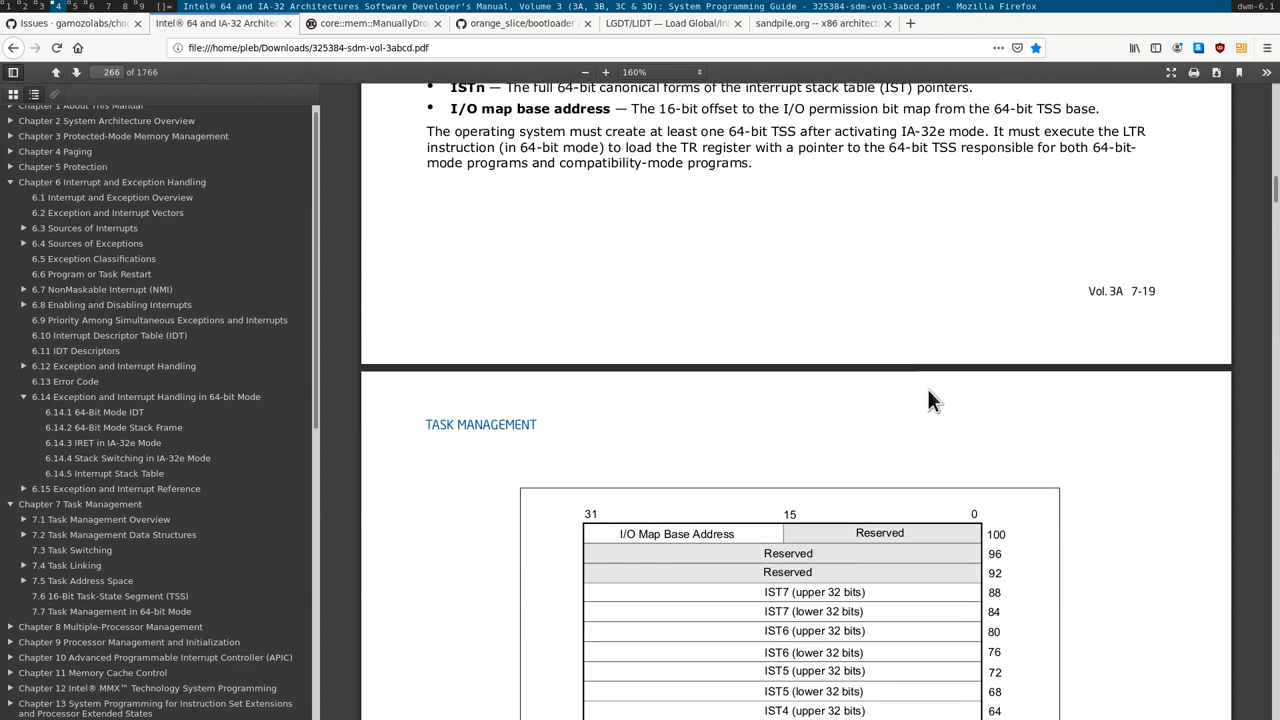 1 2 3 4 5 6 7 8 9 []= Intel® 64 and IA-32 Architectures Software Developer's Manual, Volume 3 (3A, 3B, 3C & 3D): System Programming Guide - 325384-sdm-vol-3abcd.pdf - Mozilla Firefox dwm-6.1
Issues · gamozolabs/cho Intel® 64 and IA-32 Architec core::mem::ManuallyDro orange_slice/bootloader LGDT/LIDT — Load Global/In sandpile.org -- x86 architect
file:///home/pleb/Downloads/325384-sdm-vol-3abcd.pdf
266 of 1766 160%
Chapter 1 About This Manual
Chapter 2 System Architecture Overview
Chapter 3 Protected-Mode Memory Management
Chapter 4 Paging
Chapter 5 Protection
Chapter 6 Interrupt and Exception Handling
6.1 Interrupt and Exception Overview
6.2 Exception and Interrupt Vectors
6.3 Sources of Interrupts
6.4 Sources of Exceptions
6.5 Exception Classifications
6.6 Program or Task Restart
6.7 NonMaskable Interrupt (NMI)
6.8 Enabling and Disabling Interrupts
6.9 Priority Among Simultaneous Exceptions and Interrupts
6.10 Interrupt Descriptor Table (IDT)
6.11 IDT Descriptors
6.12 Exception and Interrupt Handling
6.13 Error Code
6.14 Exception and Interrupt Handling in 64-bit Mode
6.14.1 64-Bit Mode IDT
6.14.2 64-Bit Mode Stack Frame
6.14.3 IRET in IA-32e Mode
6.14.4 Stack Switching in IA-32e Mode
6.14.5 Interrupt Stack Table
6.15 Exception and Interrupt Reference
Chapter 7 Task Management
7.1 Task Management Overview
7.2 Task Management Data Structures
7.3 Task Switching
7.4 Task Linking
7.5 Task Address Space
7.6 16-Bit Task-State Segment (TSS)
7.7 Task Management in 64-bit Mode
Chapter 8 Multiple-Processor Management
Chapter 9 Processor Management and Initialization
Chapter 10 Advanced Programmable Interrupt Controller (APIC)
Chapter 11 Memory Cache Control
Chapter 12 Intel® MMX™ Technology System Programming
Chapter 13 System Programming for Instruction Set Extensions
and Processor Extended States
• ISTn — The full 64-bit canonical forms of the interrupt stack table (IST) pointers.
• I/O map base address — The 16-bit offset to the I/O permission bit map from the 64-bit TSS base.
The operating system must create at least one 64-bit TSS after activating IA-32e mode. It must execute the LTR
instruction (in 64-bit mode) to load the TR register with a pointer to the 64-bit TSS responsible for both 64-bit-
mode programs and compatibility-mode programs.
Vol. 3A 7-19
TASK MANAGEMENT
31 15 0
I/O Map Base Address Reserved 100
Reserved 96
Reserved 92
IST7 (upper 32 bits) 88
IST7 (lower 32 bits) 84
IST6 (upper 32 bits) 80
IST6 (lower 32 bits) 76
IST5 (upper 32 bits) 72
IST5 (lower 32 bits) 68
IST4 (upper 32 bits) 64